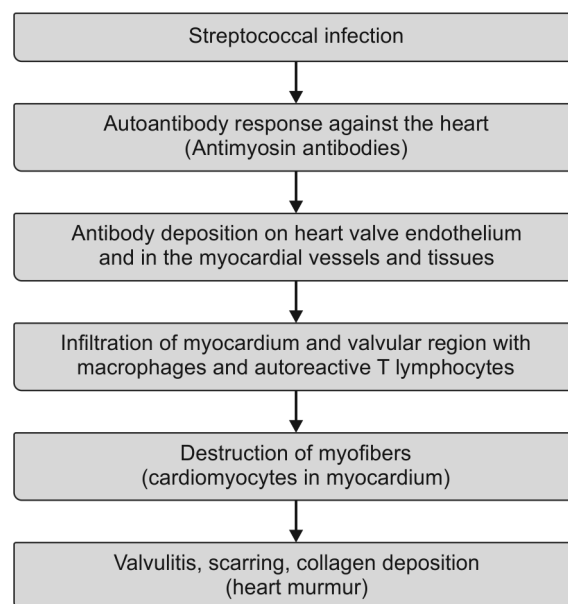 Streptococcal infection
Autoantibody response against the heart
(Antimyosin antibodies)
Antibody deposition on heart valve endothelium
and in the myocardial vessels and tissues
Infiltration of myocardium and valvular region with
macrophages and autoreactive T lymphocytes
Destruction of myofibers
(cardiomyocytes in myocardium)
Valvulitis, scarring, collagen deposition
(heart murmur)